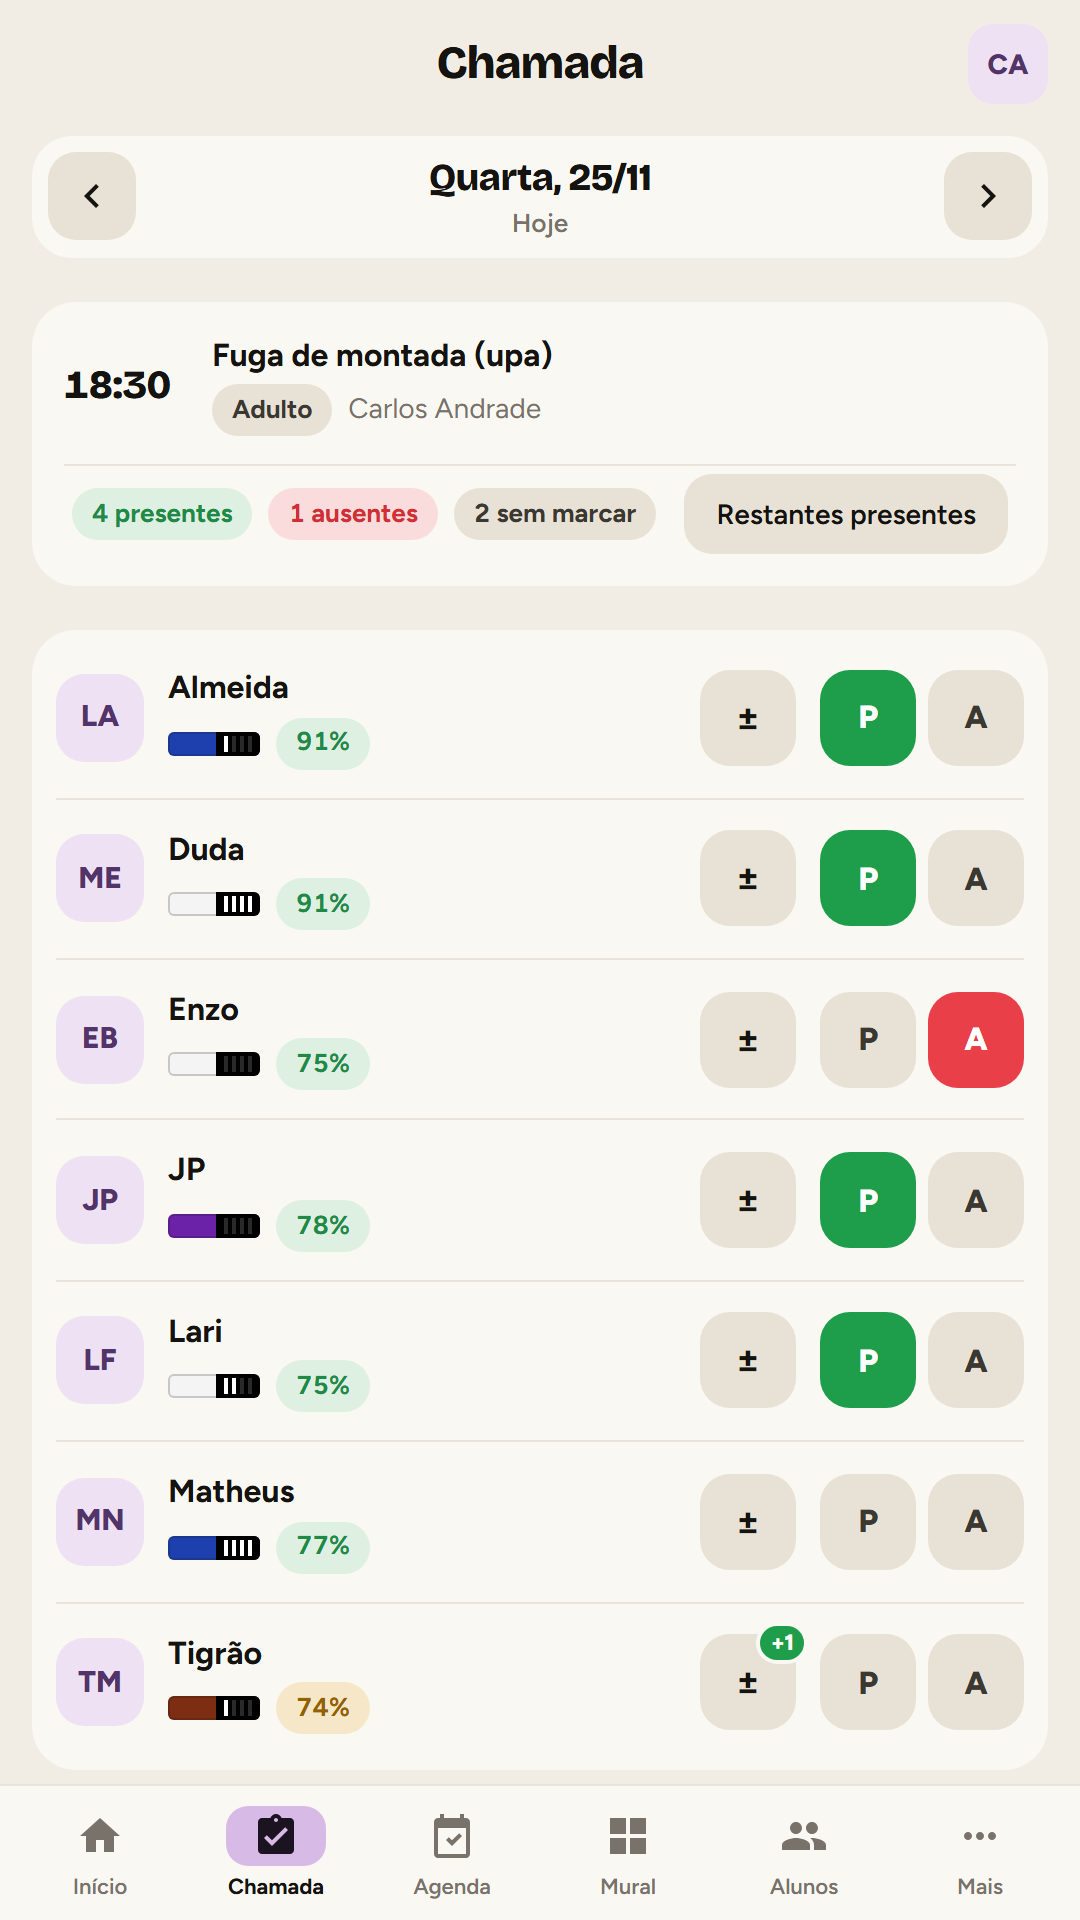 Chamada
CA
Quarta, 25/11
Hoje
18:30
Fuga de montada (upa)
Adulto
Carlos Andrade
4 presentes
1 ausentes
2 sem marcar
Restantes presentes
LA
Almeida
91%
±
P
A
ME
Duda
91%
±
P
A
EB
Enzo
75%
±
P
A
JP
JP
78%
±
P
A
LF
Lari
75%
±
P
A
MN
Matheus
77%
±
P
A
TM
Tigrão
74%
±
+1
P
A
Início
Chamada
Agenda
Mural
Alunos
Mais